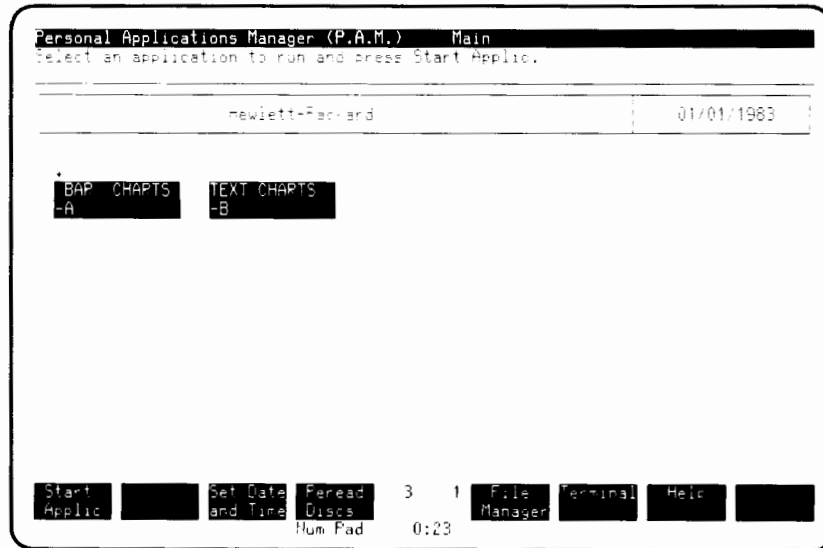 Personal Applications Manager (P.A.M.) Main
Select an application to run and press Start Applic.
Hewlett-Packard 01/01/1983
BAR CHARTS TEXT CHARTS
-A -B
Start Set Date Reread 3 1 File Terminal Help
Applic and Time Discs Manager
Num Pad 0:23